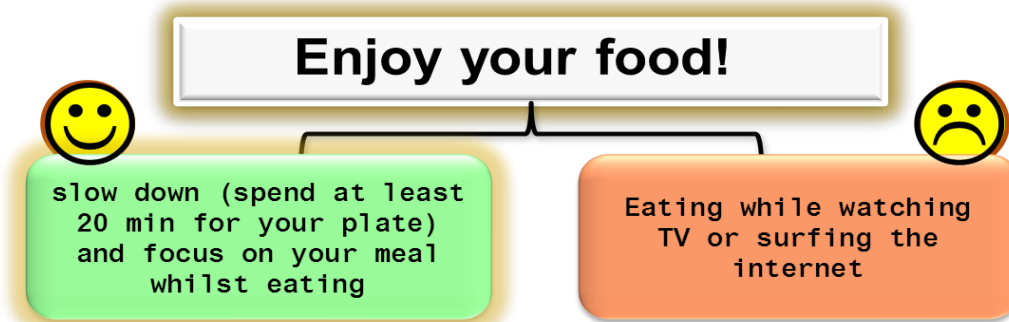 Enjoy your food!
slow down (spend at least
20 min for your plate)
and focus on your meal
whilst eating
Eating while watching
TV or surfing the
internet